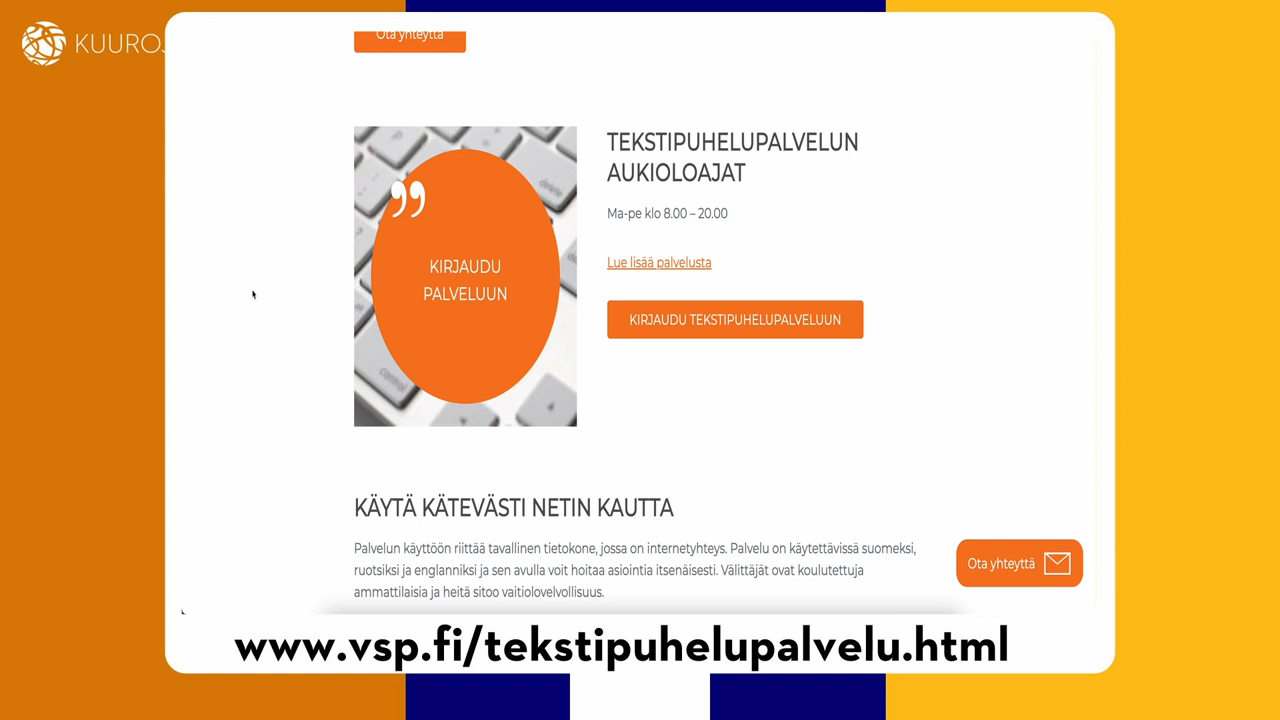 KUUROJ
Ota yhteyttä
TEKSTIPUHELUPALVELUN
AUKIOLOAJAT
Ma-pe klo 8.00 – 20.00
Lue lisää palvelusta
KIRJAUDU TEKSTIPUHELUPALVELUUN
delete
KIRJAUDU
PALVELUUN
control
KÄYTÄ KÄTEVÄSTI NETIN KAUTTA
Palvelun käyttöön riittää tavallinen tietokone, jossa on internetyhteys. Palvelu on käytettävissä suomeksi,
ruotsiksi ja englanniksi ja sen avulla voit hoitaa asiointia itsenäisesti. Välittäjät ovat koulutettuja
ammattilaisia ja heitä sitoo vaitiolovelvollisuus.
Ota yhteyttä
www.vsp.fi/tekstipuhelupalvelu.html